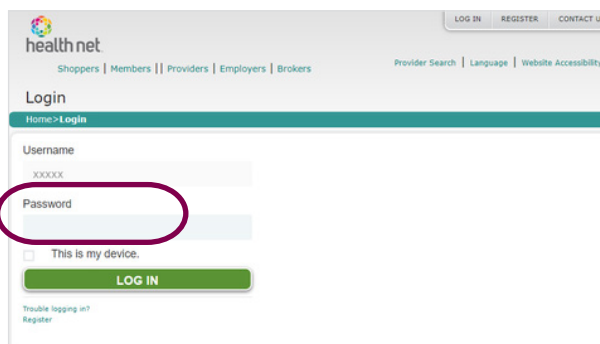 LOG IN REGISTER CONTACT U
health net
Shoppers | Members || Providers | Employers | Brokers
Provider Search | Language | Website Accessibility
Login
Home>Login
Username
xxxxx
Password
This is my device.
LOG IN
Trouble logging in?
Register